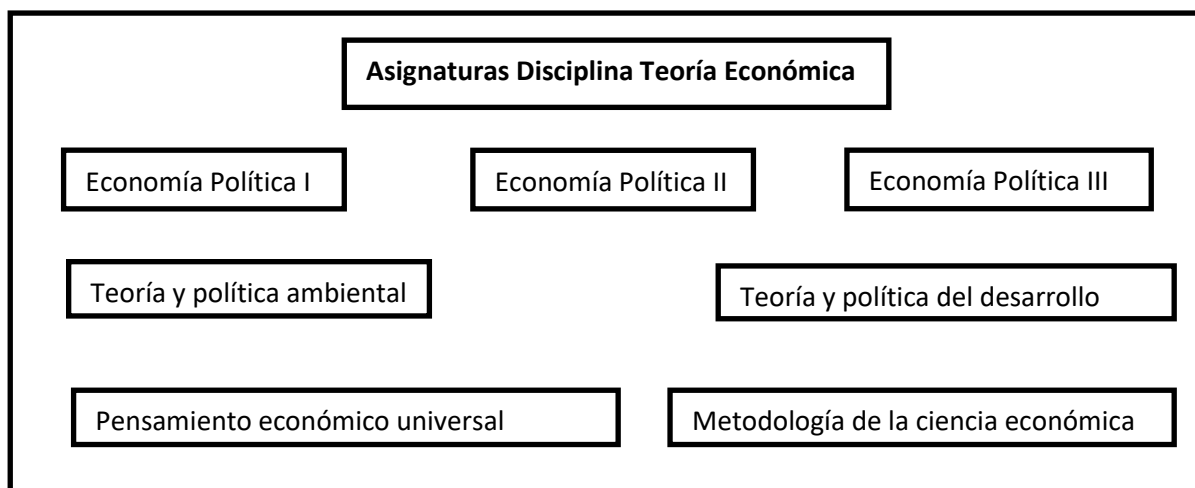 Asignaturas Disciplina Teoría Económica
Economía Política I
Economía Política II
Economía Política III
Teoría y política ambiental
Teoría y política del desarrollo
Pensamiento económico universal
Metodología de la ciencia económica